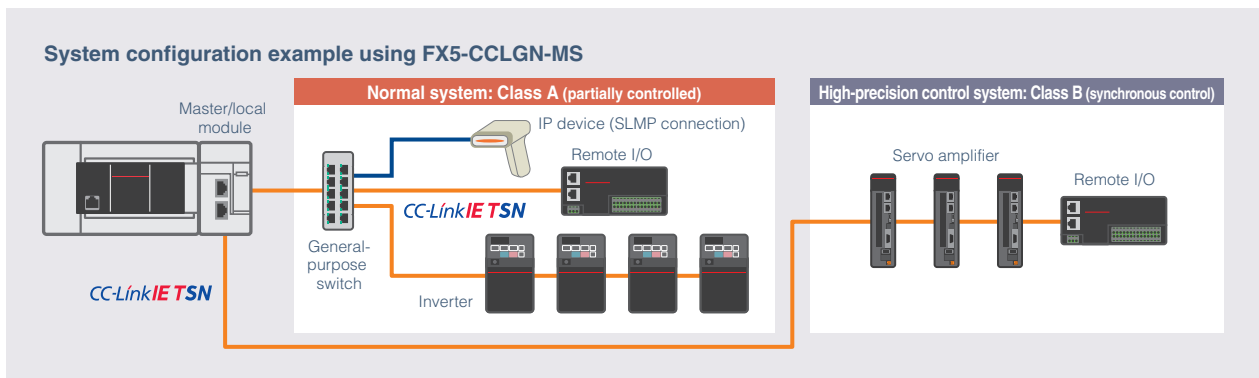 System configuration example using FX5-CCLGN-MS
Master/local
module
Normal system: Class A (partially controlled)
IP device (SLMP connection)
Remote I/O
CC-Link IE TSN
General-
purpose
switch
Inverter
CC-Link IE TSN
High-precision control system: Class B (synchronous control)
Servo amplifier
Remote I/O